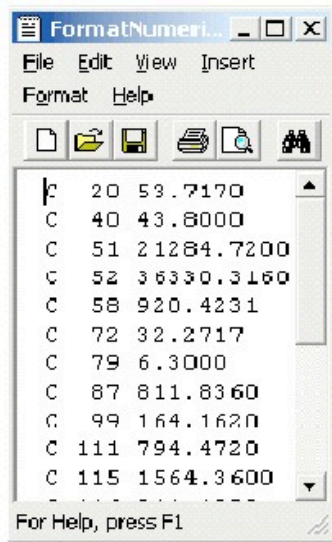 FormatNumeri...
File Edit View Insert
Format Help
C 20 53.7170
C 40 43.8000
C 51 21284.7200
C 52 36330.3160
C 58 920.4231
C 72 32.2717
C 79 6.3000
C 87 811.8360
C 99 164.1620
C 111 794.4720
C 115 1564.3600
For Help, press F1